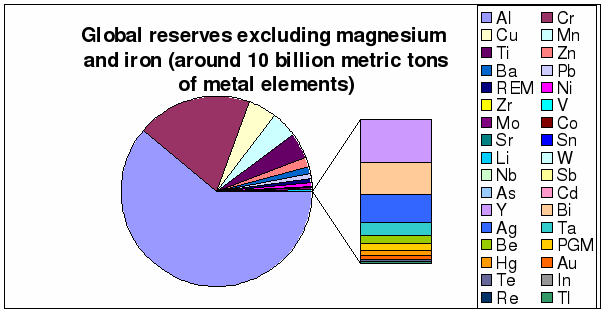 Global reserves excluding magnesium
and iron (around 10 billion metric tons
of metal elements)
Al Cr
Cu Mn
Ti Zn
Ba Pb
REM Ni
Zr V
Mo Co
Sr Sn
Li W
Nb Sb
As Cd
Y Bi
Ag Ta
Be PGM
Hg Au
Te In
Re Tl